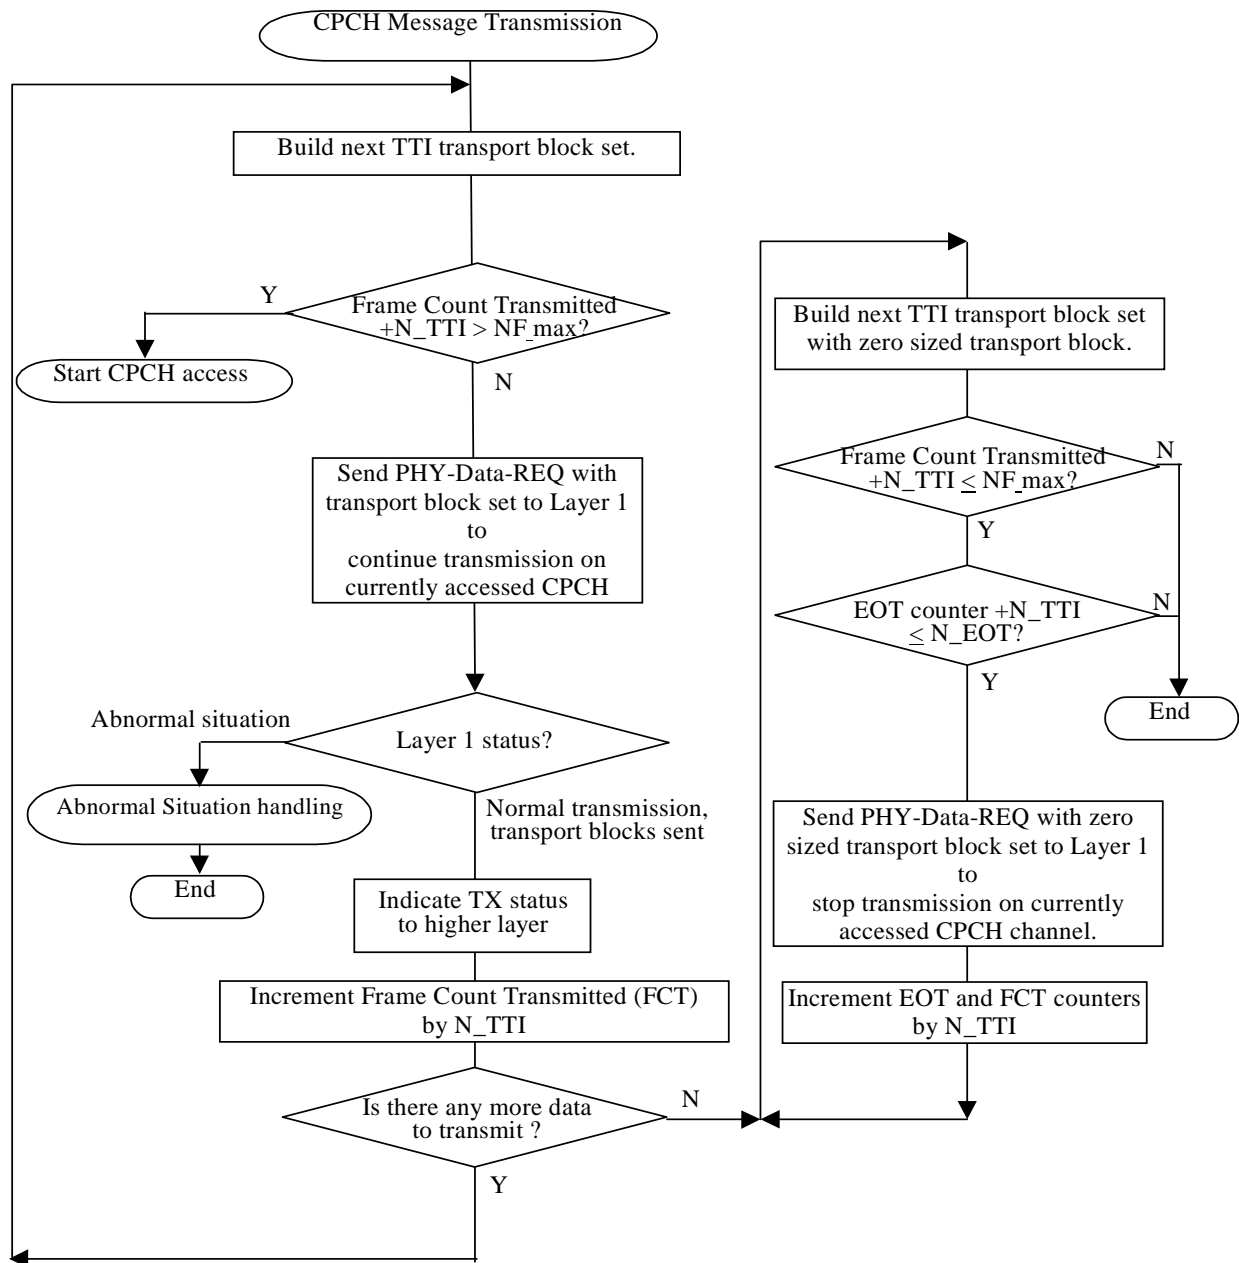 CPCH Message Transmission
Build next TTI transport block set.
Y
Frame Count Transmitted
+N_TTI > NF_max?
Start CPCH access
N
Send PHY-Data-REQ with
transport block set to Layer 1
to
continue transmission on
currently accessed CPCH
Abnormal situation
Layer 1 status?
Abnormal Situation handling
Normal transmission,
transport blocks sent
End
Indicate TX status
to higher layer
Increment Frame Count Transmitted (FCT)
by N_TTI
Is there any more data
to transmit ?
N
Y
Build next TTI transport block set
with zero sized transport block.
Frame Count Transmitted
+N_TTI ≤ NF_max?
N
Y
EOT counter +N_TTI
≤ N_EOT?
N
Y
End
Send PHY-Data-REQ with zero
sized transport block set to Layer 1
to
stop transmission on currently
accessed CPCH channel.
Increment EOT and FCT counters
by N_TTI